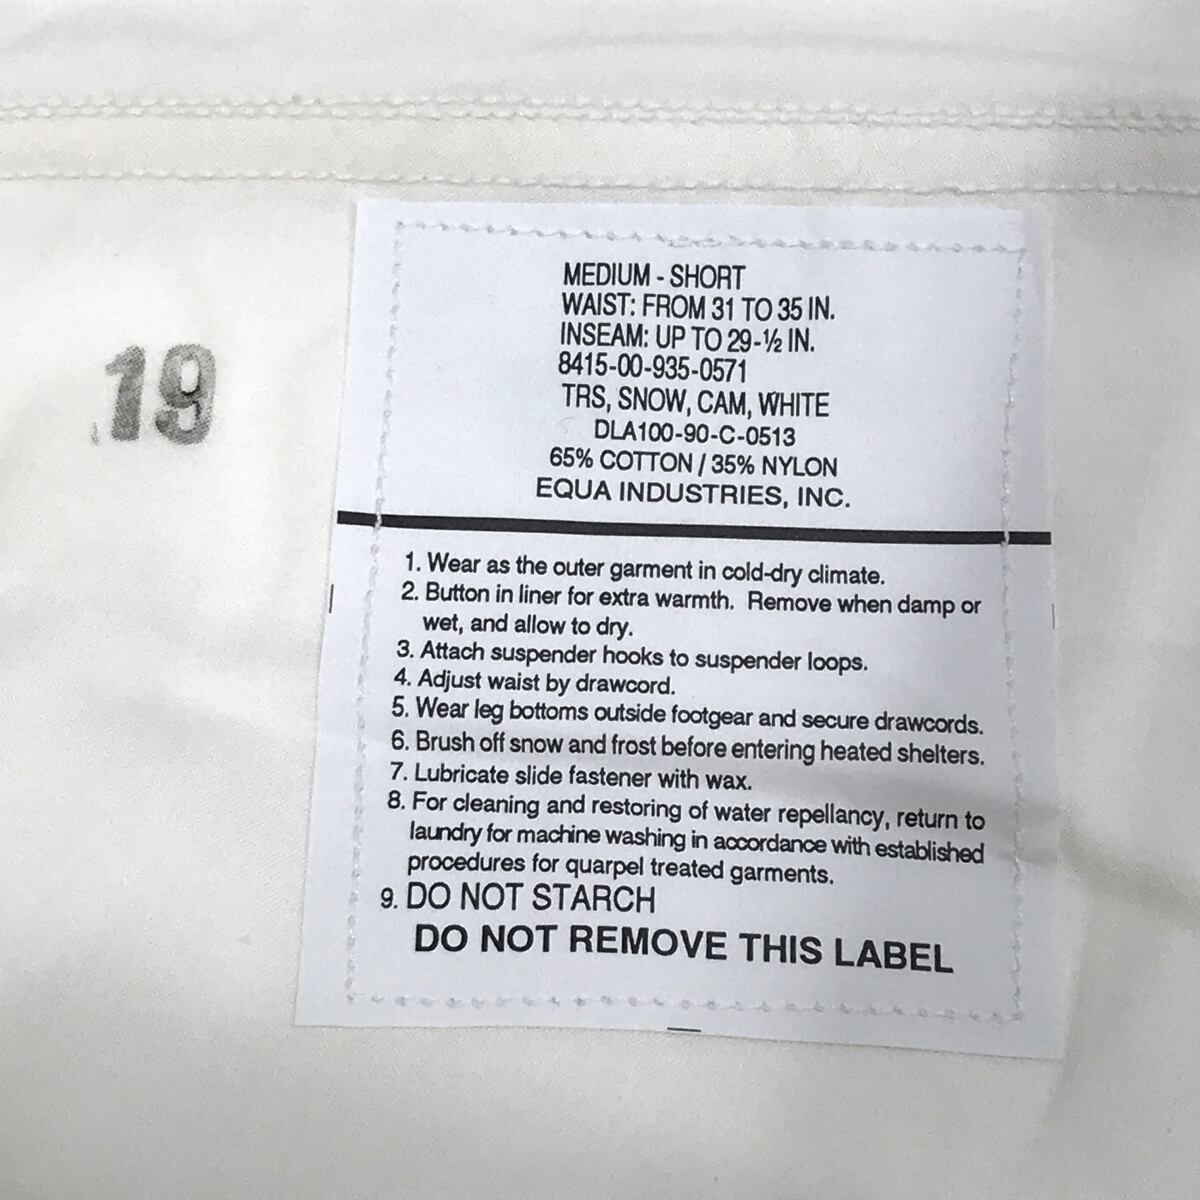 19
MEDIUM - SHORT
WAIST: FROM 31 TO 35 IN.
INSEAM: UP TO 29-½ IN.
8415-00-935-0571
TRS, SNOW, CAM, WHITE
DLA100-90-C-0513
65% COTTON / 35% NYLON
EQUA INDUSTRIES, INC.
1. Wear as the outer garment in cold-dry climate.
2. Button in liner for extra warmth. Remove when damp or
wet, and allow to dry.
3. Attach suspender hooks to suspender loops.
4. Adjust waist by drawcord.
5. Wear leg bottoms outside footgear and secure drawcords.
6. Brush off snow and frost before entering heated shelters.
7. Lubricate slide fastener with wax.
8. For cleaning and restoring of water repellancy, return to
laundry for machine washing in accordance with established
procedures for quarpel treated garments.
9. DO NOT STARCH
DO NOT REMOVE THIS LABEL